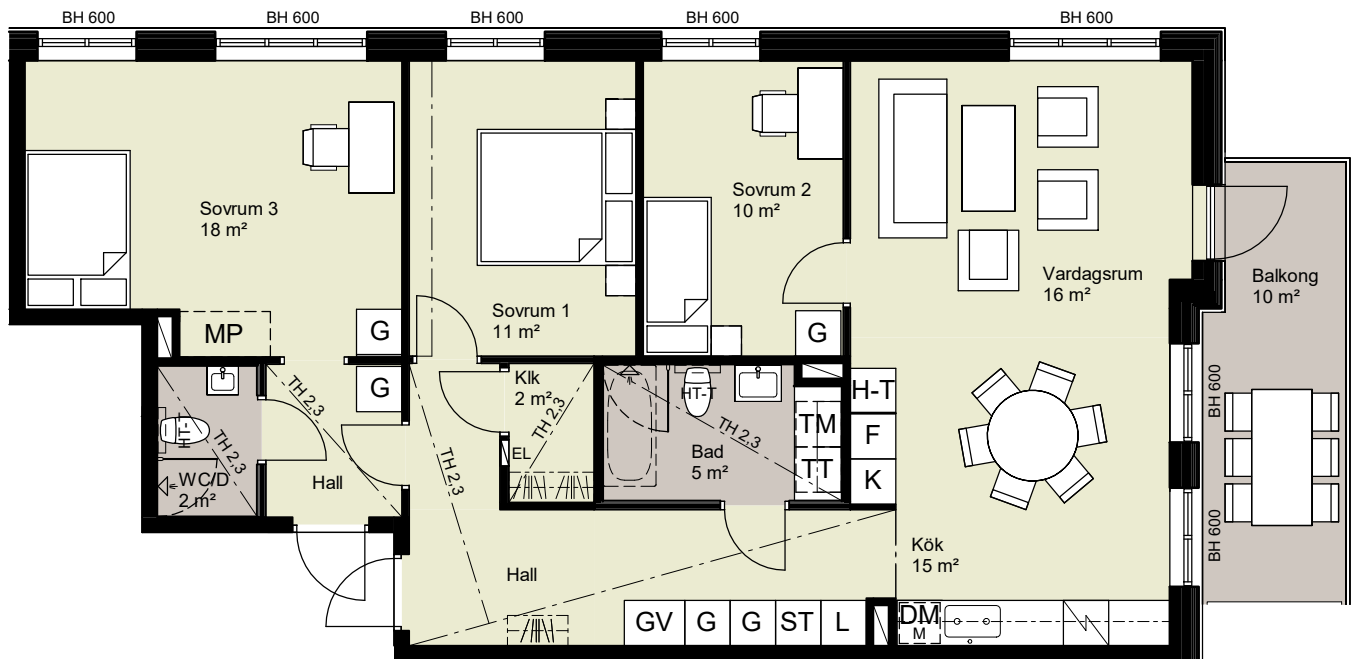 BH 600
BH 600
BH 600
BH 600
BH 600
Sovrum 3
18 m²
Sovrum 2
10 m²
Vardagsrum
16 m²
Balkong
10 m²
Sovrum 1
11 m²
MP
G
G
G
Klk
2 m²
EL
TH 2,3
TH 2,3
TH 2,3
TH 2,3
TH 2,3
HT-T
HT-
TM
TT
H-T
F
K
Bad
5 m²
WC/D
2 m²
Hall
BH 600
BH 600
Hall
Kök
15 m²
GV
G
G
ST
L
DM
M